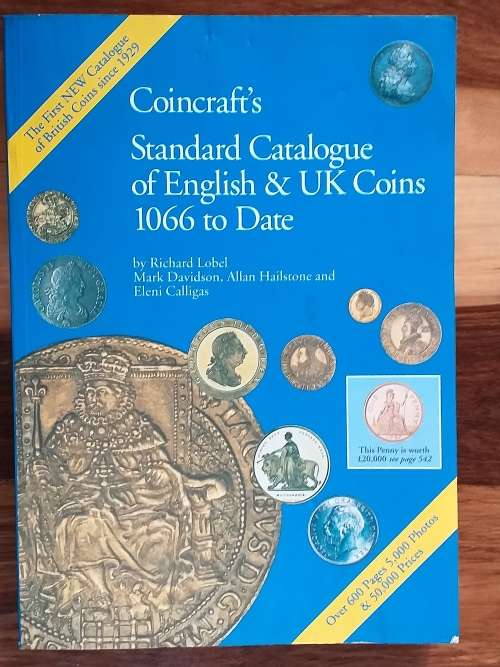 The First NEW Catalogue
of British Coins since 1929
Coincraft's
Standard Catalogue
of English & UK Coins
1066 to Date
by Richard Lobel
Mark Davidson, Allan Hailstone and
Eleni Calligas
This Penny is worth
£20,000 see page 542
Over 600 Pages 5,000 Photos
& 50,000 Prices